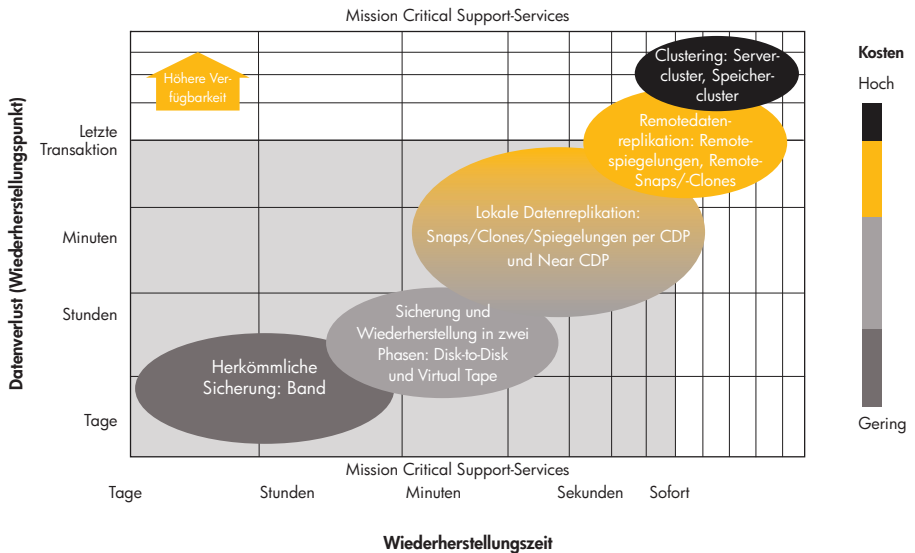 Mission Critical Support-Services
Höhere Ver-
fügbarkeit
Clustering: Server-
cluster, Speicher-
cluster
Remotedaten-
replikation: Remote-
spiegelungen, Remote-
Snaps/-Clones
Lokale Datenreplikation:
Snaps/Clones/Spiegelungen per CDP
und Near CDP
Sicherung und
Wiederherstellung in zwei
Phasen: Disk-to-Disk
und Virtual Tape
Herkömmliche
Sicherung: Band
Datenverlust (Wiederherstellungspunkt)
Letzte
Transaktion
Minuten
Stunden
Tage
Mission Critical Support-Services
Tage
Stunden
Minuten
Sekunden
Sofort
Wiederherstellungszeit
Kosten
Hoch
Gering